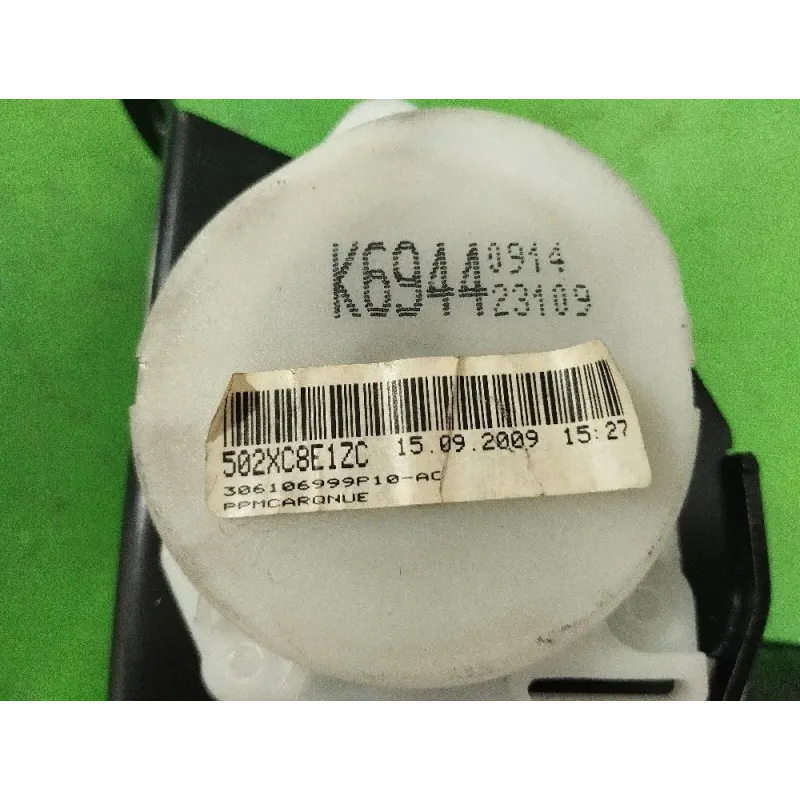 K6944 0914
23109
502XC8E1ZC 15.09.2009 15:27
306106999P10-AC
PPMCARQNUE